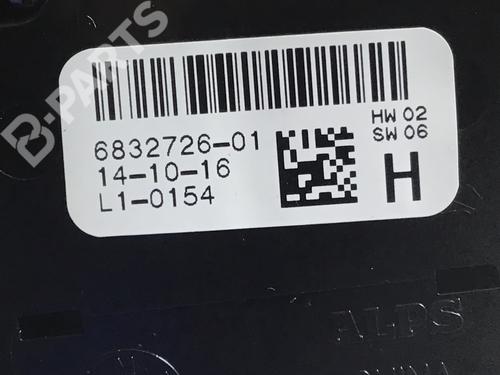 B-PARTS
6832726-01
14-10-16
L1-0154
HW 02
SW 06
H
ALPS